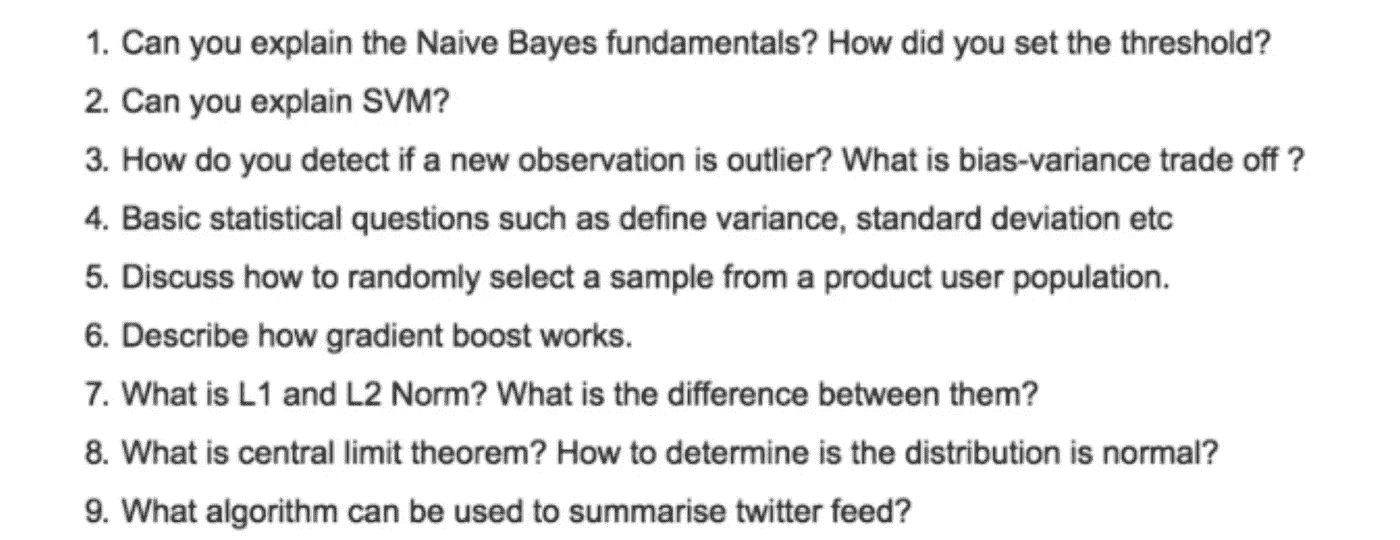 1. Can you explain the Naive Bayes fundamentals? How did you set the threshold?
2. Can you explain SVM?
3. How do you detect if a new observation is outlier? What is bias-variance trade off ?
4. Basic statistical questions such as define variance, standard deviation etc
5. Discuss how to randomly select a sample from a product user population.
6. Describe how gradient boost works.
7. What is L1 and L2 Norm? What is the difference between them?
8. What is central limit theorem? How to determine is the distribution is normal?
9. What algorithm can be used to summarise twitter feed?